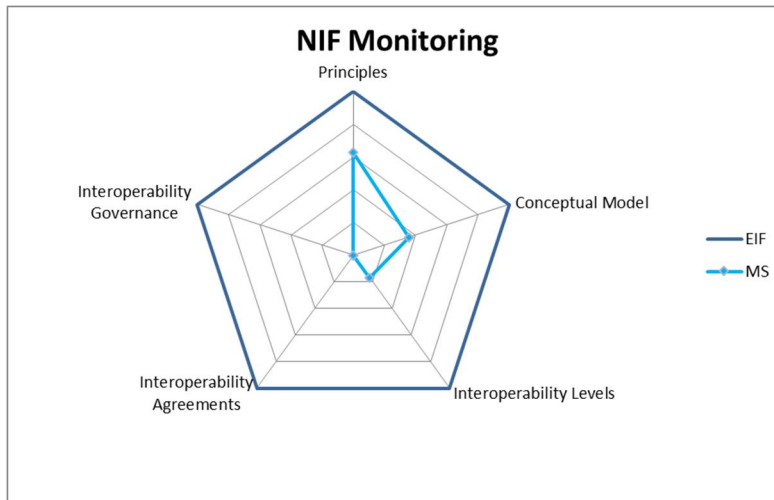 NIF Monitoring
Principles
Interoperability
Governance
Conceptual Model
EIF
MS
Interoperability
Agreements
Interoperability Levels